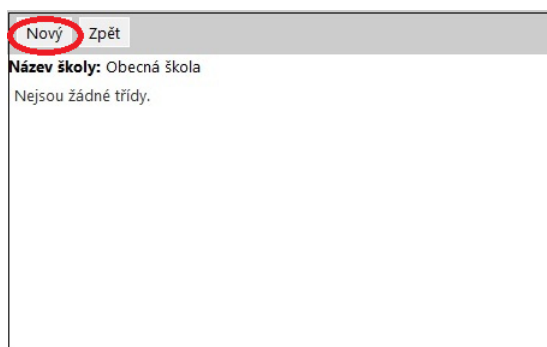 Nový Zpět
Název školy: Obecná škola
Nejsou žádné třídy.